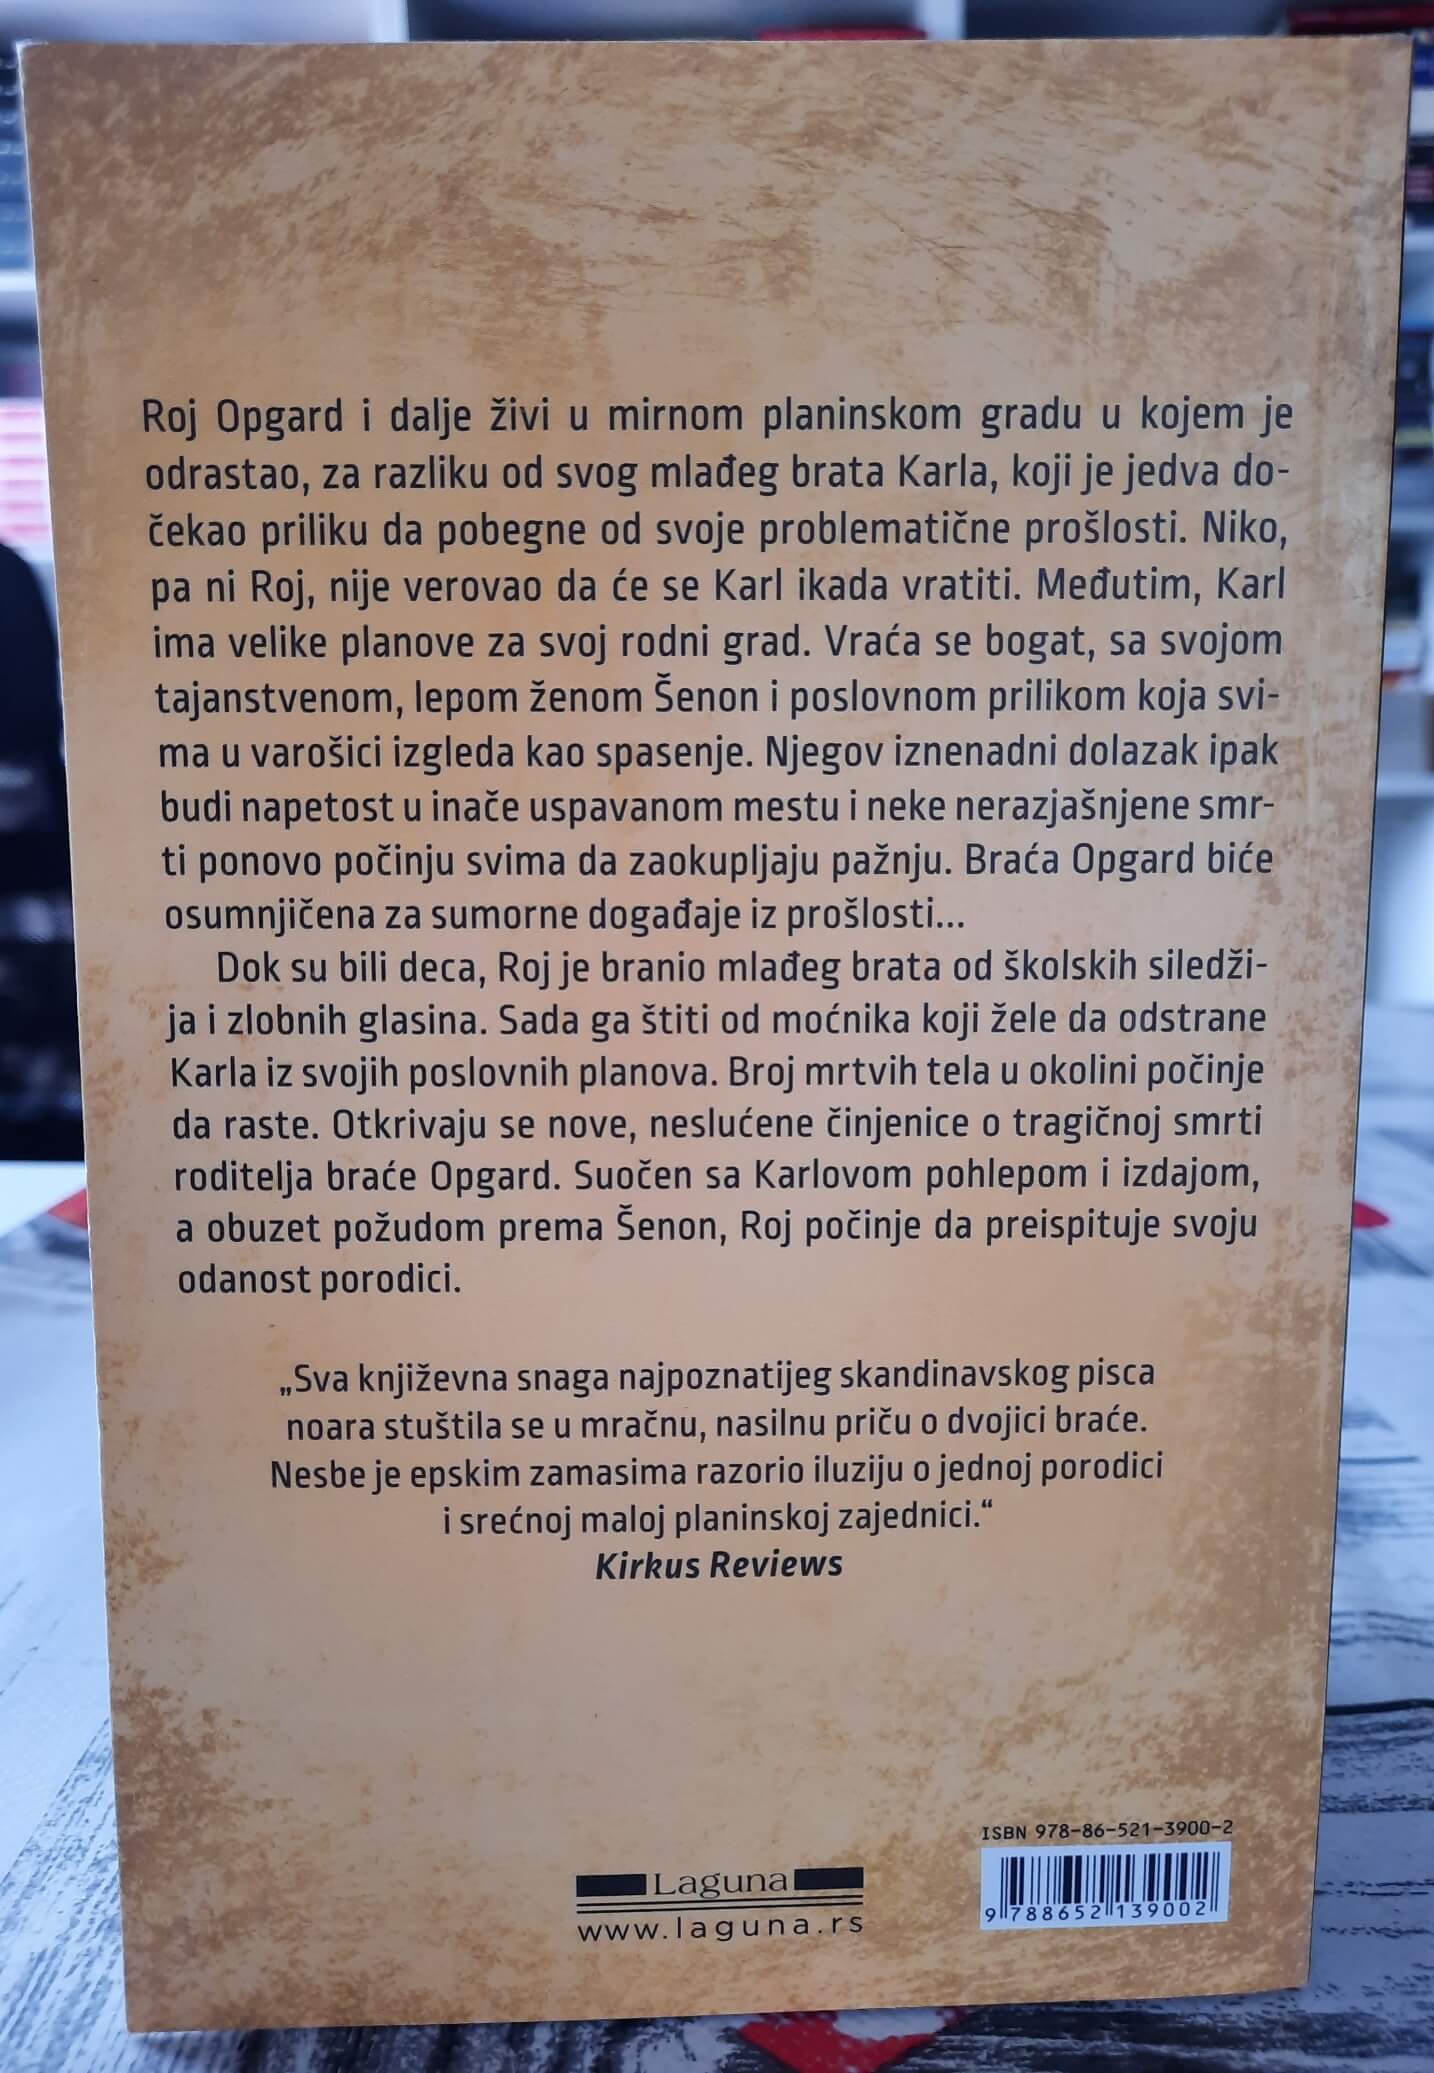 Roj Opgard i dalje živi u mirnom planinskom gradu u kojem je
odrastao, za razliku od svog mlađeg brata Karla, koji je jedva do-
čekao priliku da pobegne od svoje problematične prošlosti. Niko,
pa ni Roj, nije verovao da će se Karl ikada vratiti. Međutim, Karl
ima velike planove za svoj rodni grad. Vraća se bogat, sa svojom
tajanstvenom, lepom ženom Šenon i poslovnom prilikom koja svi-
ma u varošici izgleda kao spasenje. Njegov iznenadni dolazak ipak
budi napetost u inače uspavanom mestu i neke nerazjašnjene smr-
ti ponovo počinju svima da zaokupljaju pažnju. Braća Opgard biće
osumnjičena za sumorne događaje iz prošlosti...
Dok su bili deca, Roj je branio mlađeg brata od školskih siledži-
ja i zlobnih glasina. Sada ga štiti od moćnika koji žele da odstrane
Karla iz svojih poslovnih planova. Broj mrtvih tela u okolini počinje
da raste. Otkrivaju se nove, neslućene činjenice o tragičnoj smrti
roditelja braće Opgard. Suočen sa Karlovom pohlepom i izdajom,
a obuzet požudom prema Šenon, Roj počinje da preispituje svoju
odanost porodici.
„Sva književna snaga najpoznatijeg skandinavskog pisca
noara stuštila se u mračnu, nasilnu priču o dvojici braće.
Nesbe je epskim zamasima razorio iluziju o jednoj porodici
i srećnoj maloj planinskoj zajednici.“
Kirkus Reviews
ISBN 978-86-521-3900-2
Laguna
www.laguna.rs
9 788652 139002